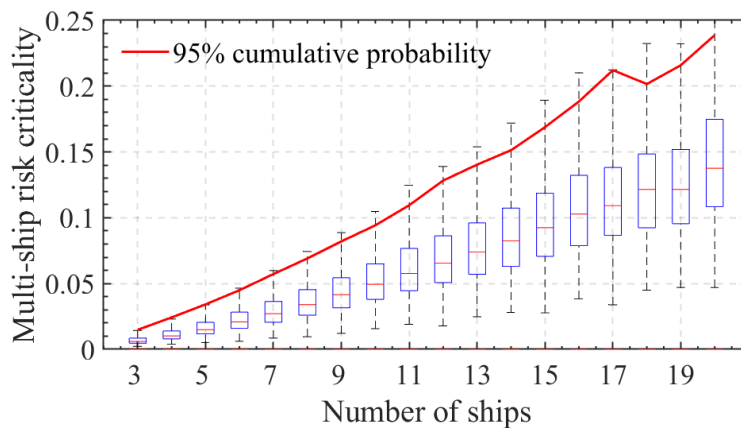 0.25
95% cumulative probability
0.2
0.15
0.1
0.05
0
Multi-ship risk criticality
3 5 7 9 11 13 15 17 19
Number of ships